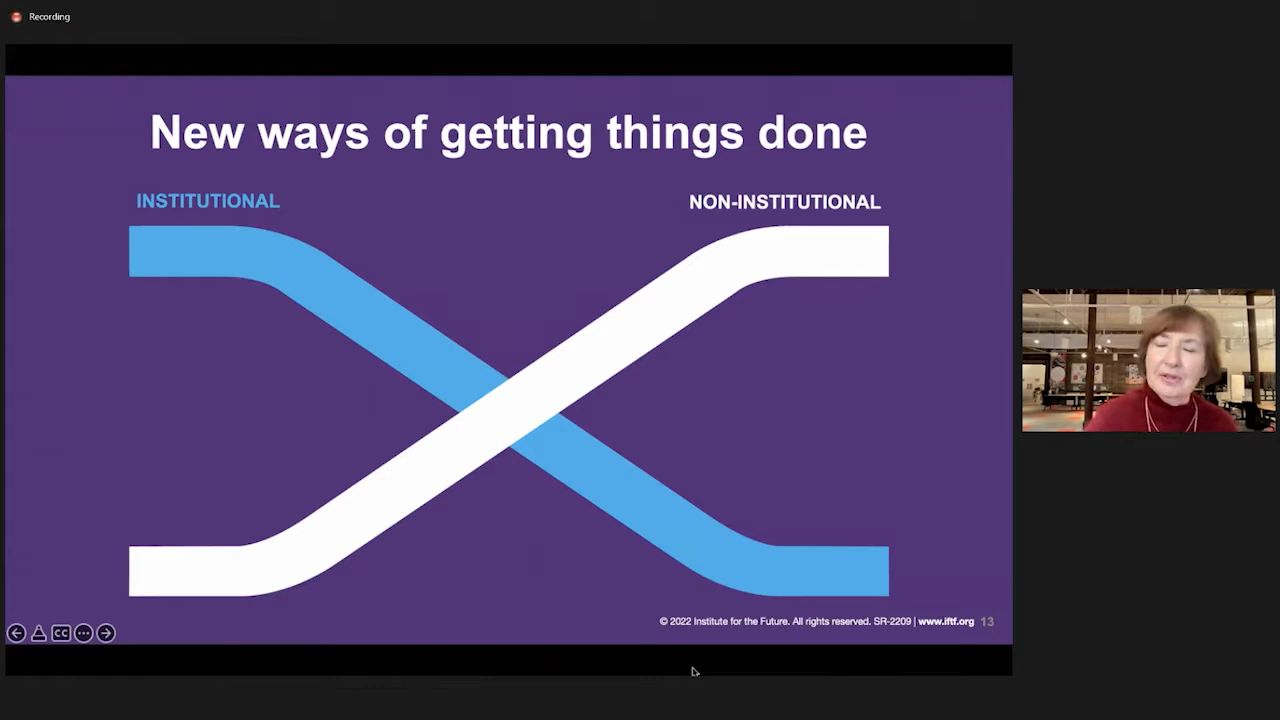 Recording
New ways of getting things done
INSTITUTIONAL
NON-INSTITUTIONAL
CC
© 2022 Institute for the Future. All rights reserved. SR-2209 | www.iftf.org 13